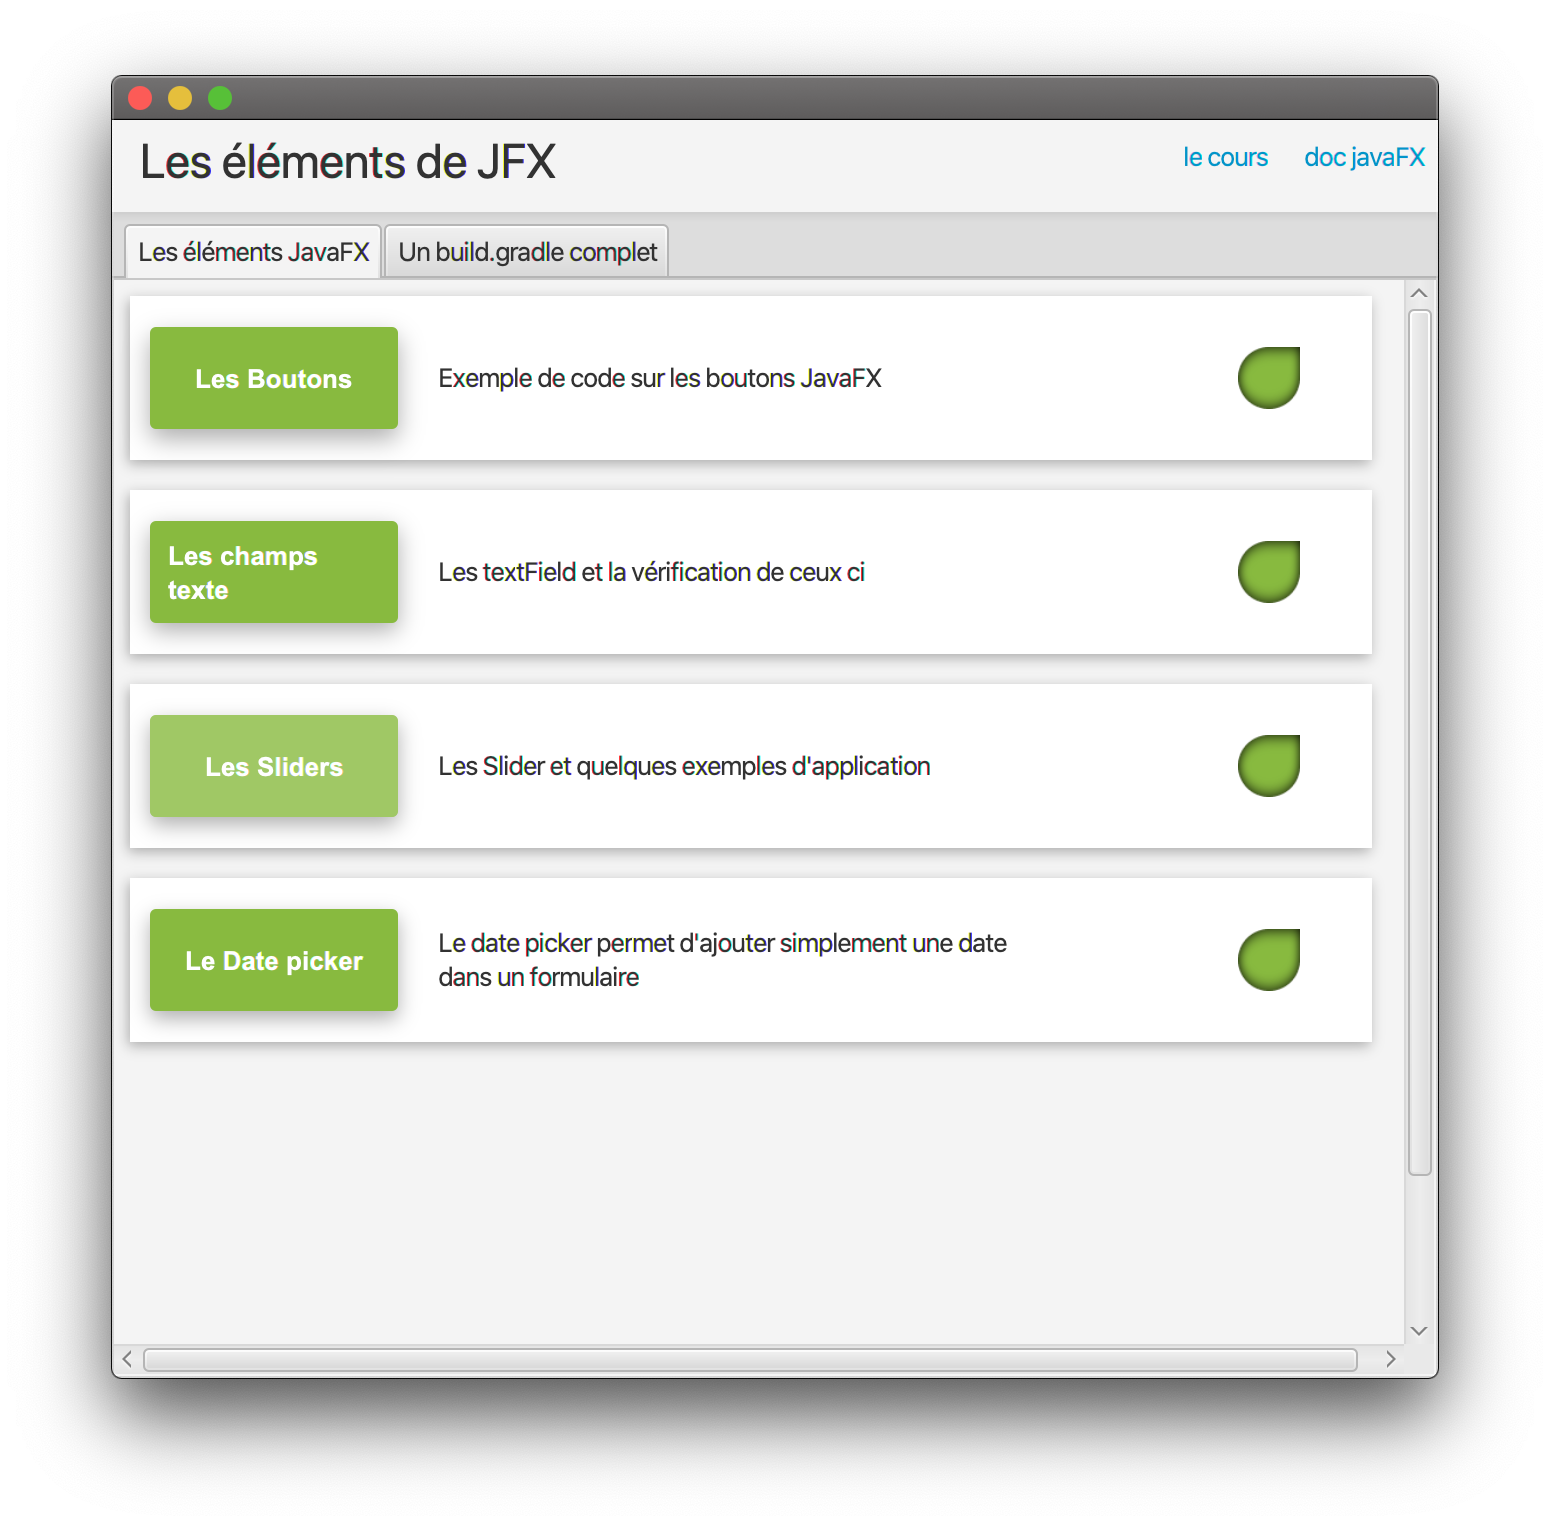 Les éléments de JFX
le cours
doc javaFX
Les éléments JavaFX
Un build.gradle complet
Les Boutons
Exemple de code sur les boutons JavaFX
Les champs
texte
Les textField et la vérification de ceux ci
Les Sliders
Les Slider et quelques exemples d'application
Le Date picker
Le date picker permet d'ajouter simplement une date
dans un formulaire